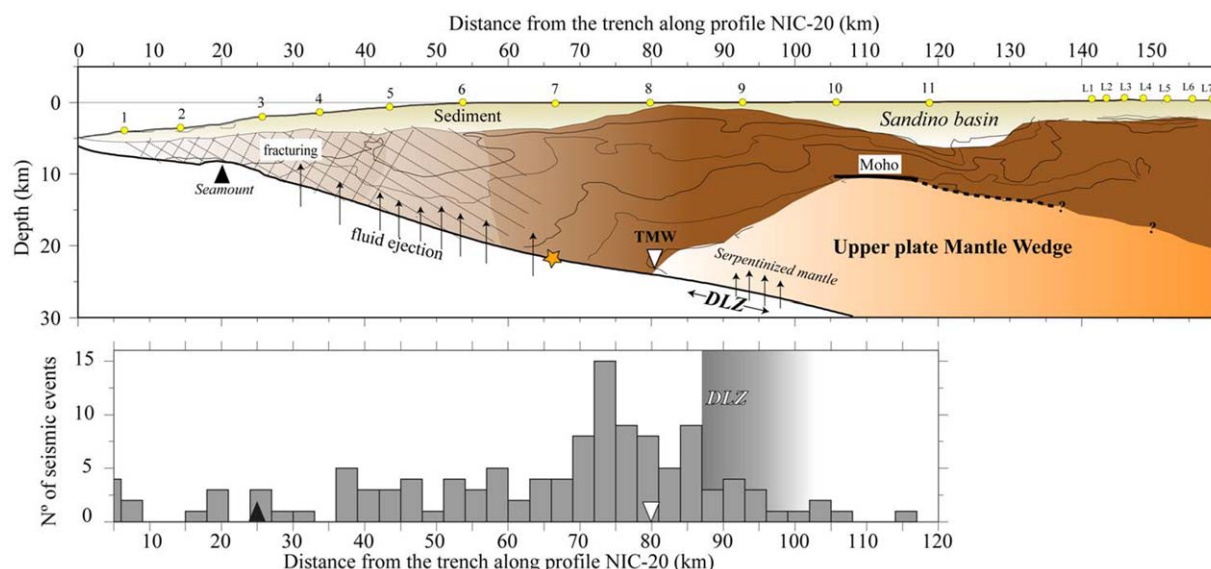 Distance from the trench along profile NIC-20 (km)
0 10 20 30 40 50 60 70 80 90 100 110 120 130 140 150
Depth (km)
0
10
20
30
1 2 3 4 5 6 7 8 9 10 11 L1 L2 L3 L4 L5 L6 L7
Sediment
Sandino basin
fracturing
Moho
Seamount
fluid ejection
TMW
Upper plate Mantle Wedge
Serpentinized mantle
DLZ
? ?
Nº of seismic events
15
10
5
0
DLZ
10 20 30 40 50 60 70 80 90 100 110 120
Distance from the trench along profile NIC-20 (km)